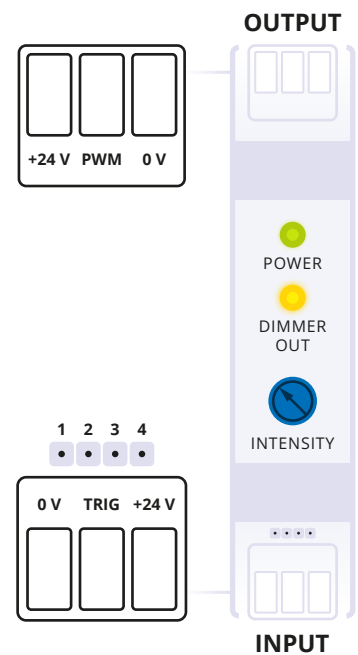 OUTPUT
+24 V PWM 0 V
POWER
DIMMER
OUT
INTENSITY
1 2 3 4
0 V TRIG +24 V
INPUT